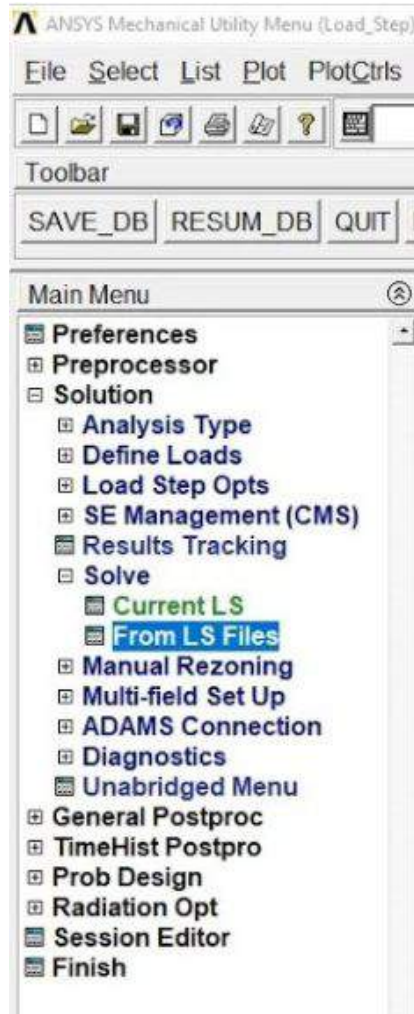 ANSYS Mechanical Utility Menu (Load_Step)
File Select List Plot PlotCtrls
Toolbar
SAVE_DB RESUM_DB QUIT
Main Menu
Preferences
Preprocessor
Solution
Analysis Type
Define Loads
Load Step Opts
SE Management (CMS)
Results Tracking
Solve
Current LS
From LS Files
Manual Rezoning
Multi-field Set Up
ADAMS Connection
Diagnostics
Unabridged Menu
General Postproc
TimeHist Postpro
Prob Design
Radiation Opt
Session Editor
Finish